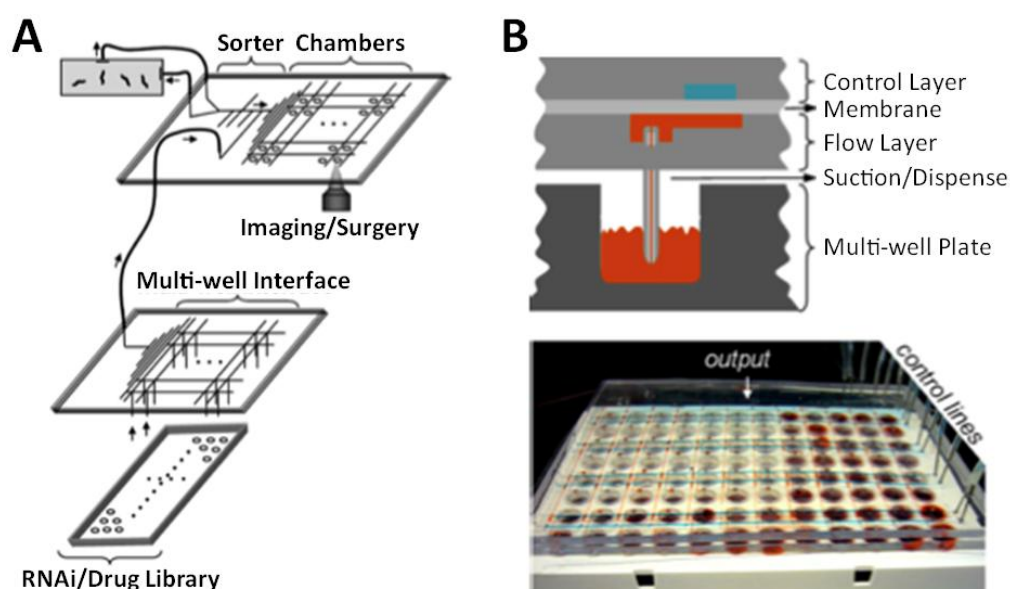 A
Sorter Chambers
Imaging/Surgery
Multi-well Interface
RNAi/Drug Library
B
Control Layer
Membrane
Flow Layer
Suction/Dispense
Multi-well Plate
output
control lines